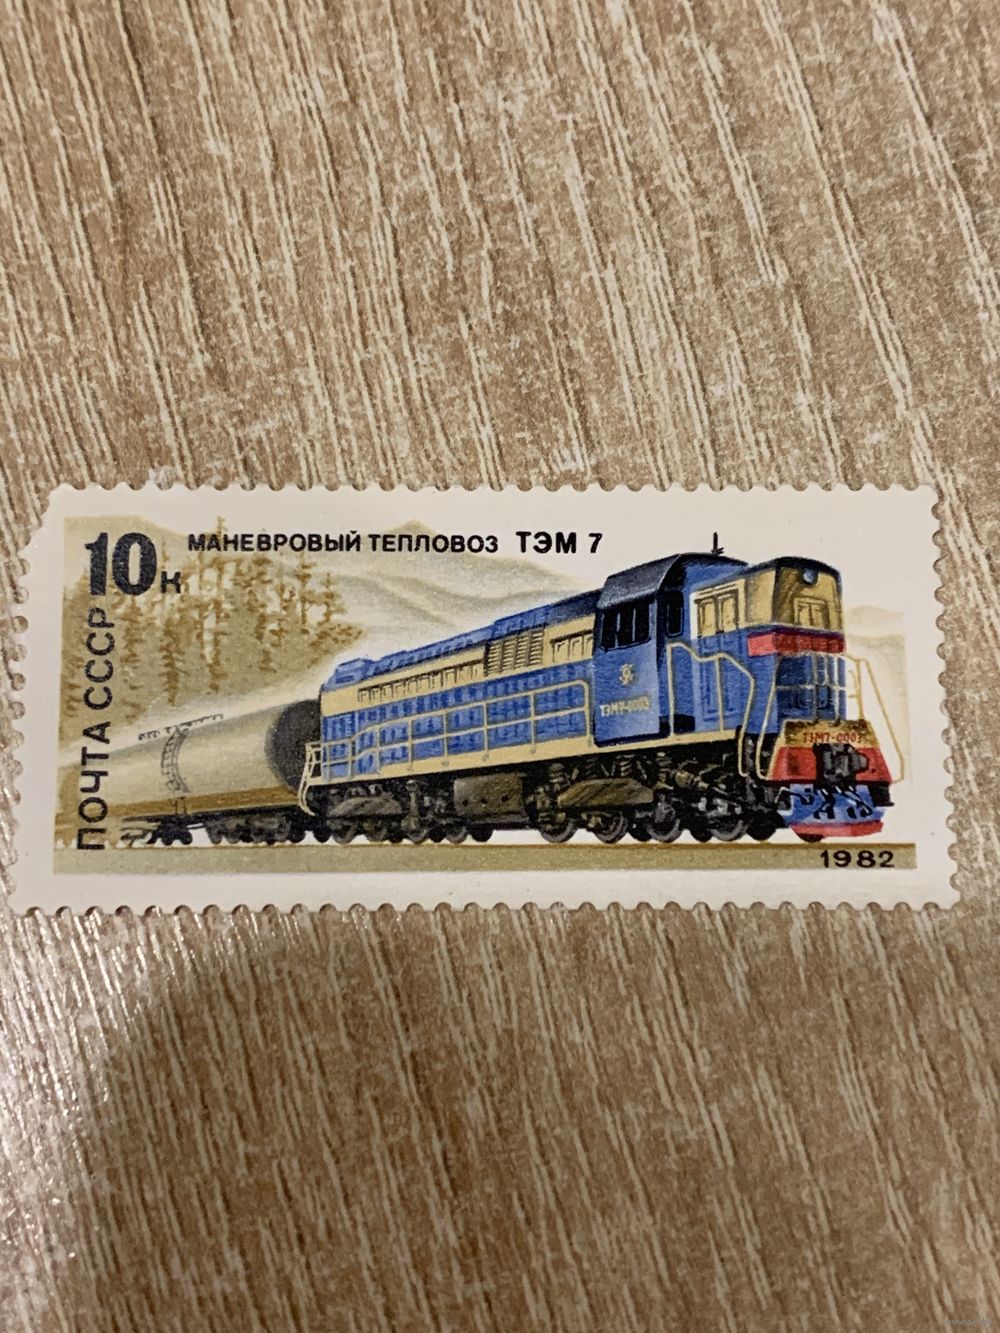 10к
МАНЕВРОВЫЙ ТЕПЛОВОЗ ТЭМ 7
ПОЧТА СССР
ТЭМ7-0003
ТЭМ7-0003
1982